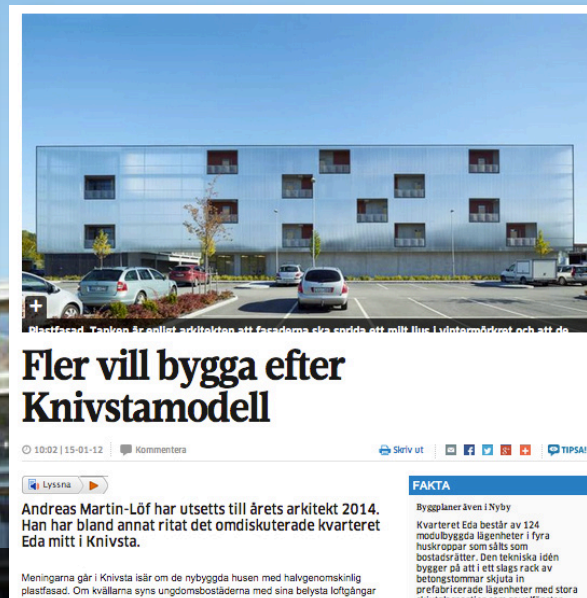 Plastfasad. Tanken är enligt arkitekten att fasaderna ska sprida ett milt ljus i vintermörkret och att de
Fler vill bygga efter
Knivstamodell
10:02 | 15-01-12 Kommentera Skriv ut TIPSA!
Lyssna
Andreas Martin-Löf har utsetts till årets arkitekt 2014.
Han har bland annat ritat det omdiskuterade kvarteret
Eda mitt i Knivsta.
Meningarna går i Knivsta isär om de nybyggda husen med halvgenomskinlig
plastfasad. Om kvällarna syns ungdomsbostäderna med sina belysta loftgångar
FAKTA
Byggplaner även i Nyby
Kvarteret Eda består av 124
modulbyggda lägenheter i fyra
huskroppar som sålts som
bostadsrätter. Den tekniska idén
bygger på att i ett slags rack av
betongstommar skjuta in
prefabricerade lägenheter med stora